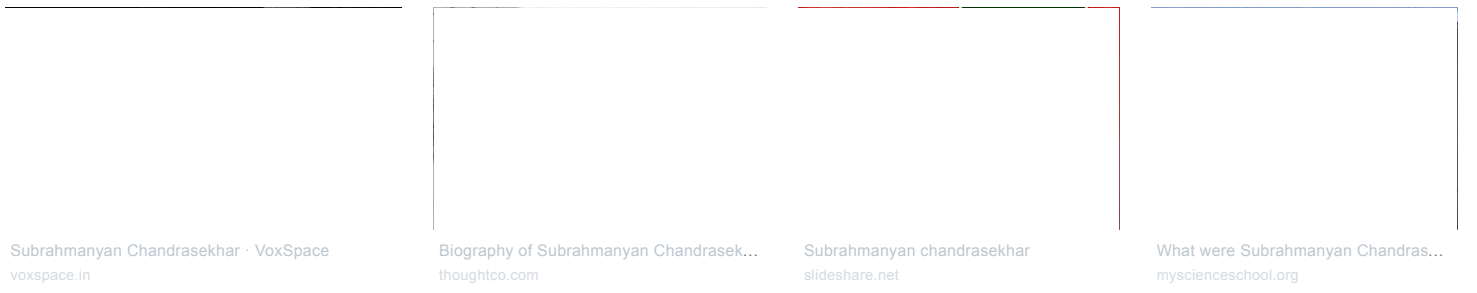 Subrahmanyan Chandrasekhar · VoxSpace
voxspace.in
Biography of Subrahmanyan Chandrasek...
thoughtco.com
Subrahmanyan chandrasekhar
slideshare.net
What were Subrahmanyan Chandras...
myscienceschool.org